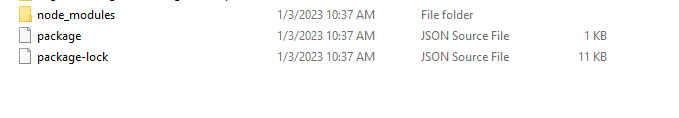 node_modules 1/3/2023 10:37 AM File folder
package 1/3/2023 10:37 AM JSON Source File 1 KB
package-lock 1/3/2023 10:37 AM JSON Source File 11 KB